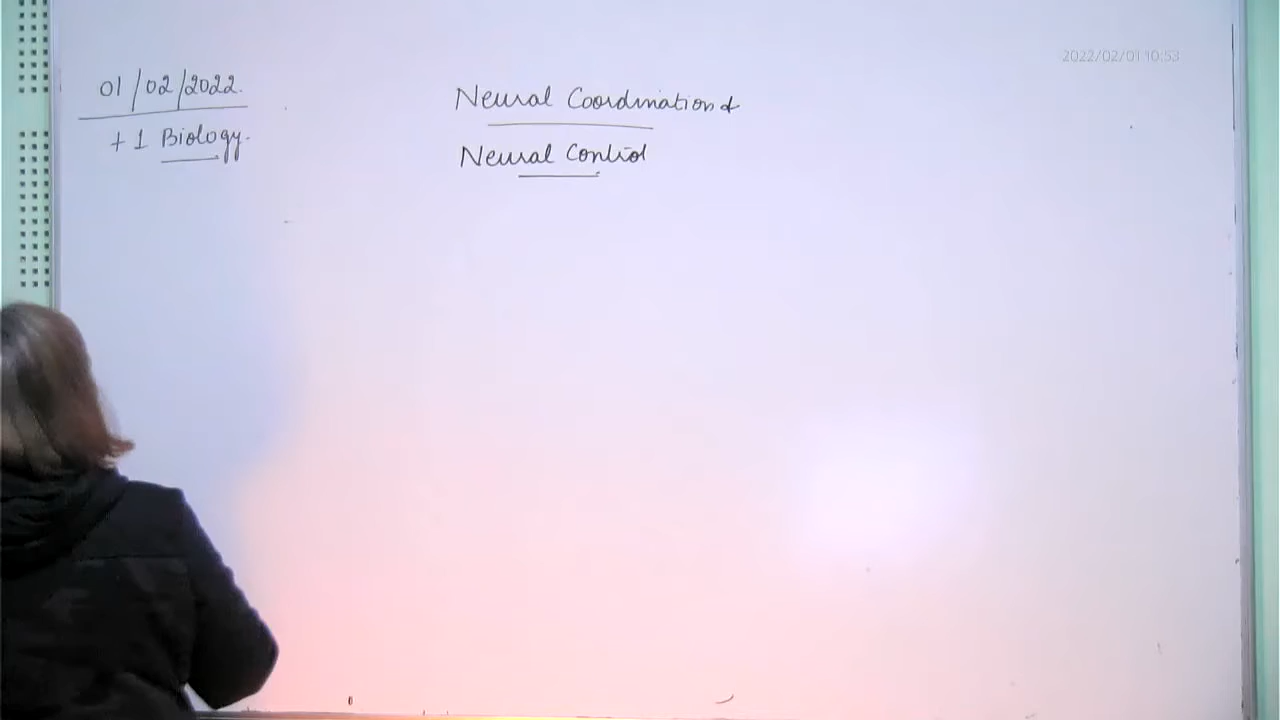 2022/02/01 10:53
01/02/2022.
+1 Biology.
Neural Coordination &
Neural Control